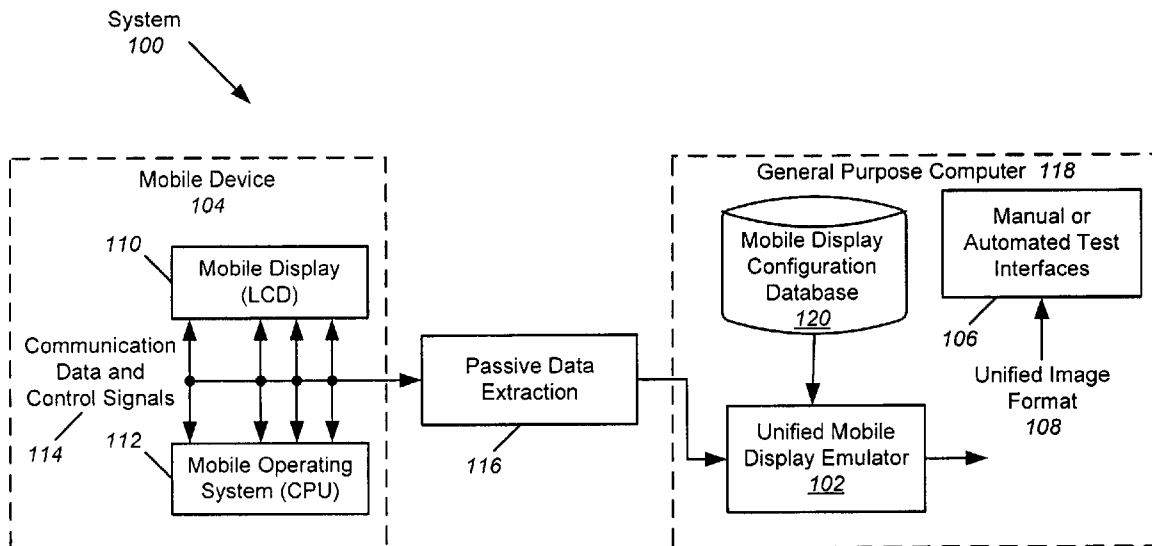 System
100
Mobile Device
104
110
Mobile Display
(LCD)
Communication
Data and
Control Signals
114
112
Mobile Operating
System (CPU)
Passive Data
Extraction
116
General Purpose Computer 118
Mobile Display
Configuration
Database
120
Manual or
Automated Test
Interfaces
106
Unified Image
Format
108
Unified Mobile
Display Emulator
102